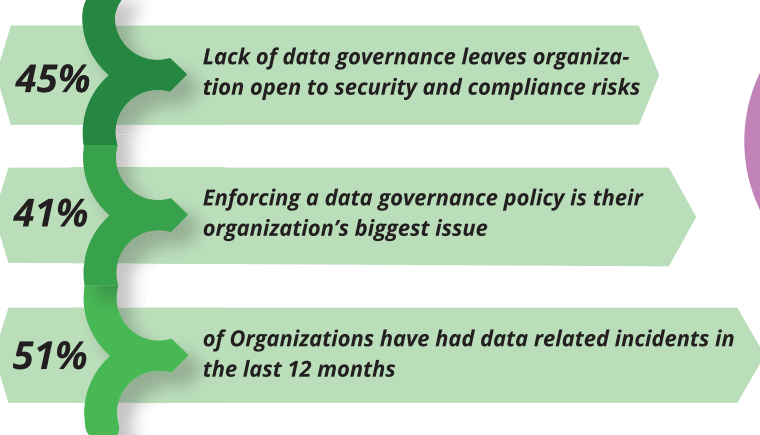 45%
Lack of data governance leaves organiza-
tion open to security and compliance risks
41%
Enforcing a data governance policy is their
organization’s biggest issue
51%
of Organizations have had data related incidents in
the last 12 months